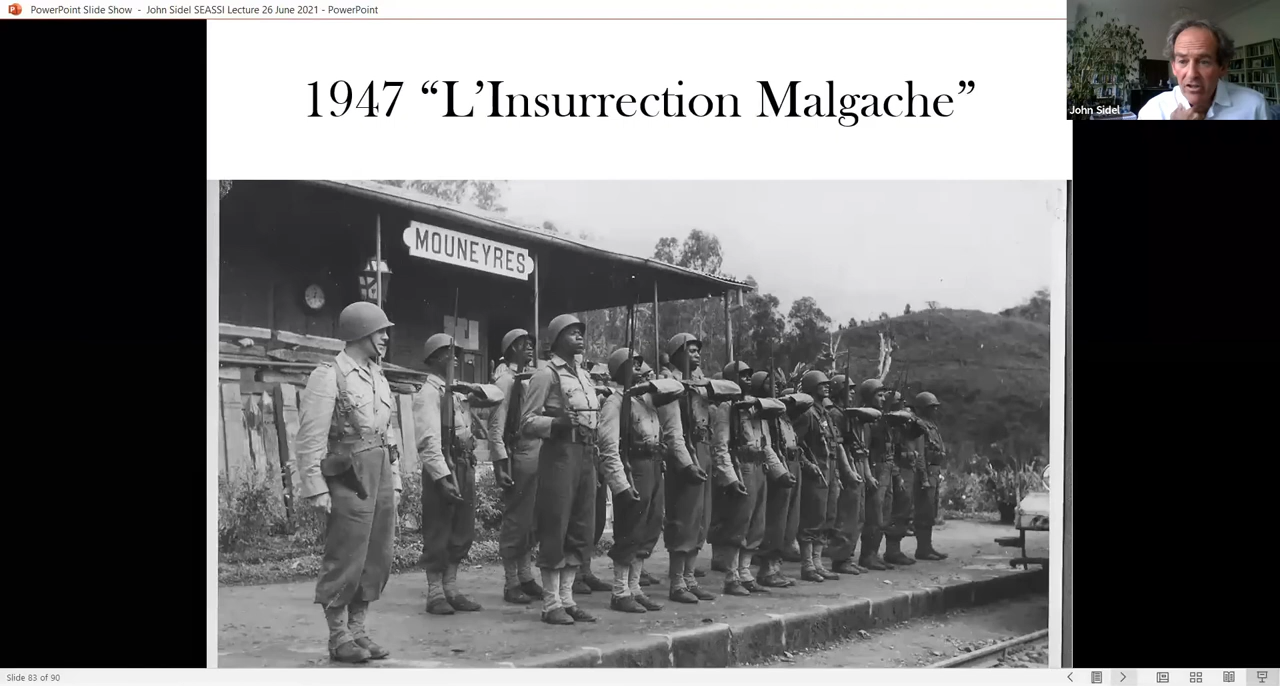 PowerPoint Slide Show - John Sidel SEASSI Lecture 26 June 2021 - PowerPoint
John Sidel
1947 “L’Insurrection Malgache”
MOUNEYRES
Slide 83 of 90